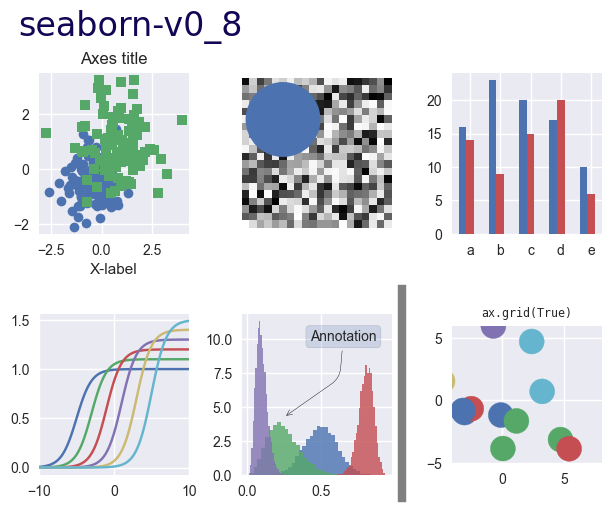 seaborn-v0_8
Axes title
2.5
0.0
−2
−2.5 0.0 2.5
X-label
20
15
10
5
0
a b c d e
1.5
1.0
0.5
0.0
−10 0 10
10.0
7.5
5.0
2.5
0.0
0.0 0.5
Annotation
ax.grid(True)
5
0
−5
0 5